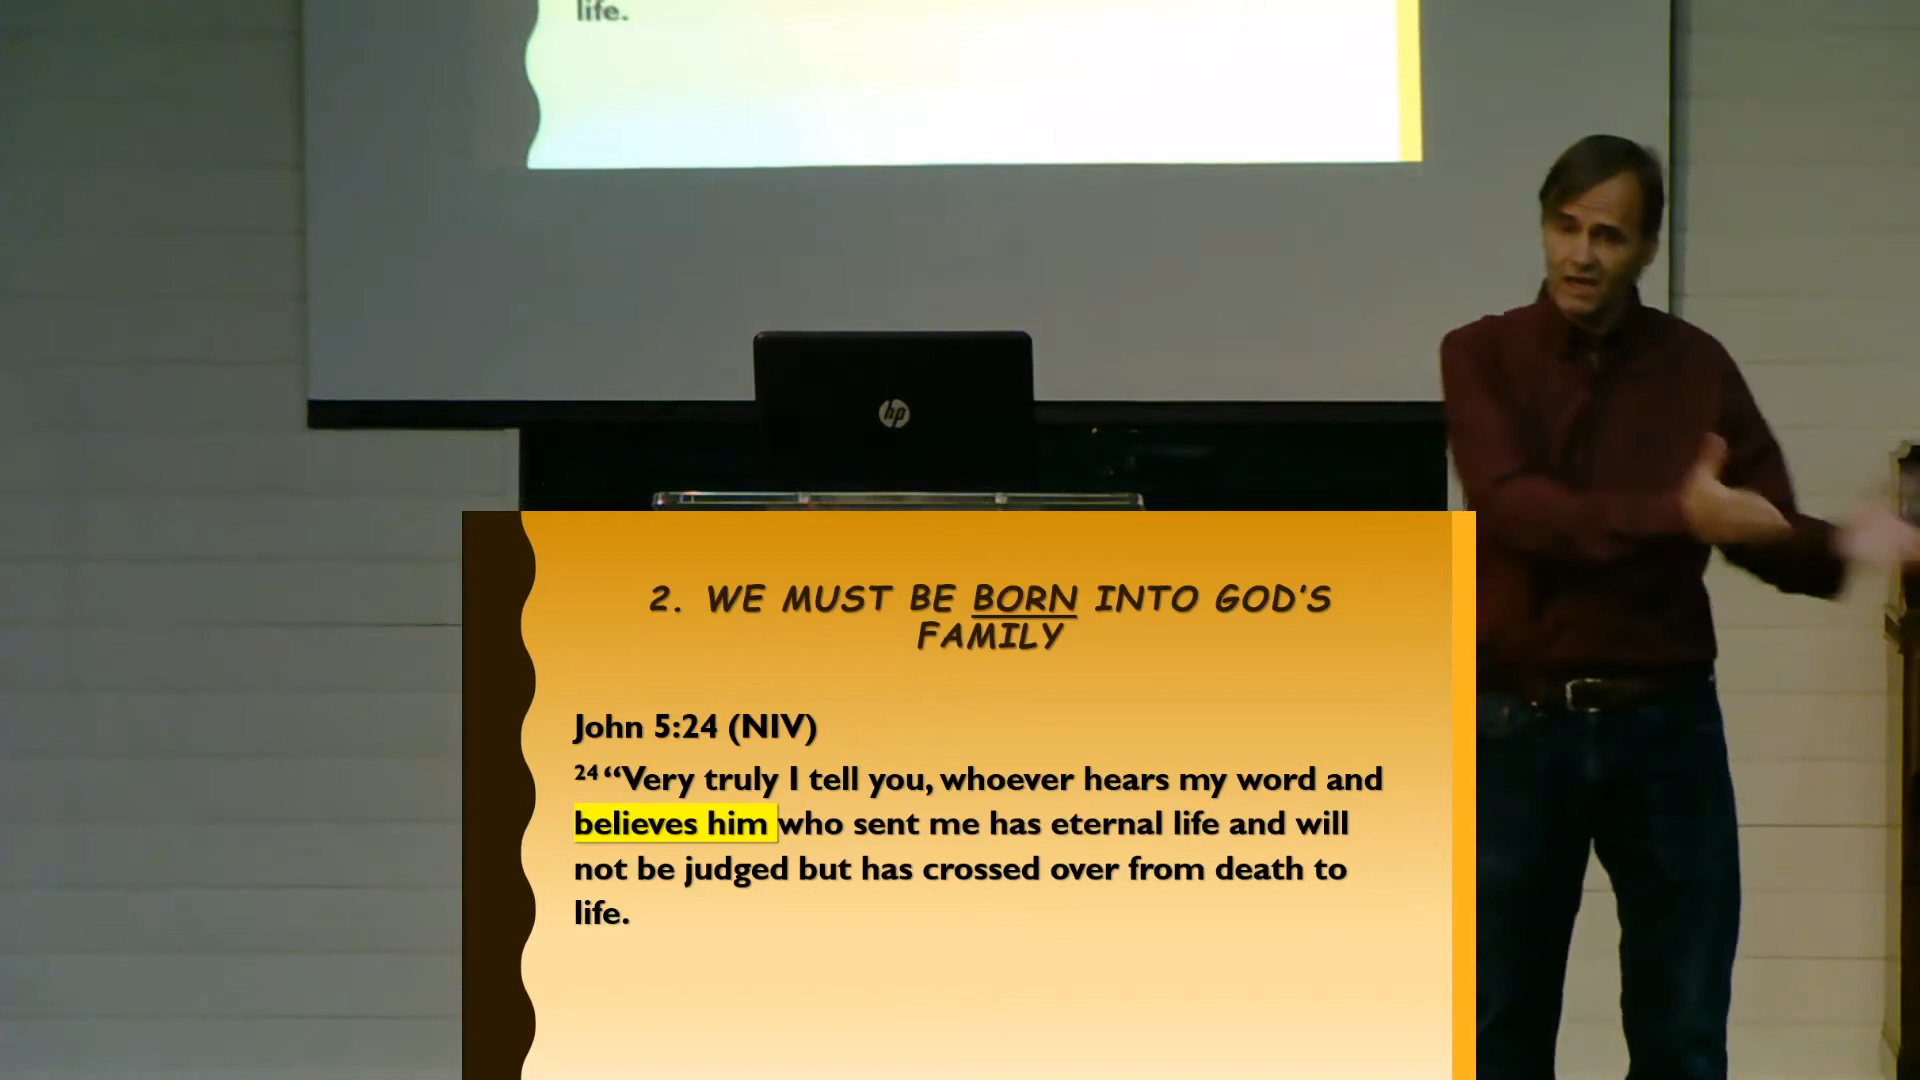 life.
hp
2. WE MUST BE BORN INTO GOD'S
FAMILY
John 5:24 (NIV)
24 “Very truly I tell you, whoever hears my word and
believes him who sent me has eternal life and will
not be judged but has crossed over from death to
life.